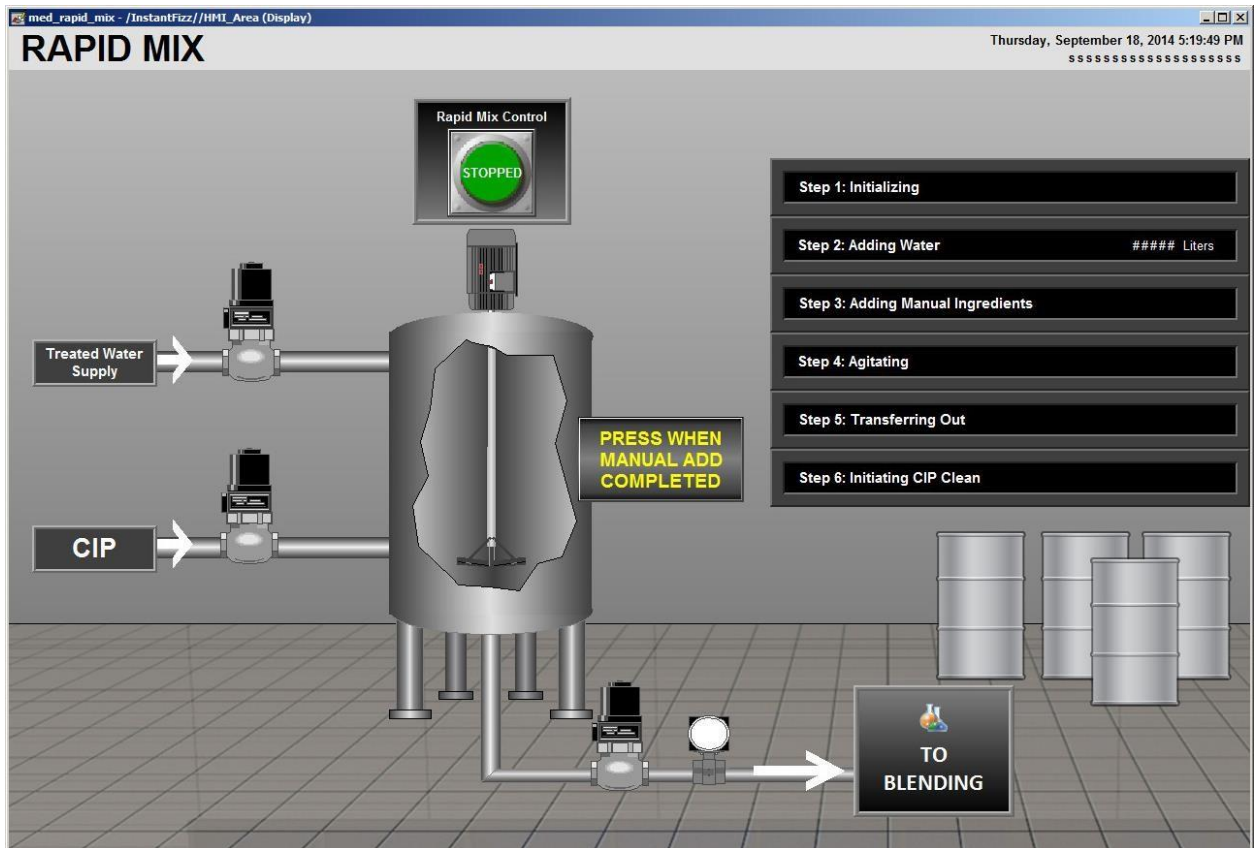 med_rapid_mix - /InstantFizz//HMI_Area (Display)
RAPID MIX
Thursday, September 18, 2014 5:19:49 PM
s s s s s s s s s s s s s s s s s s s s
Rapid Mix Control
STOPPED
Step 1: Initializing
Step 2: Adding Water ##### Liters
Step 3: Adding Manual Ingredients
Step 4: Agitating
Step 5: Transferring Out
Step 6: Initiating CIP Clean
Treated Water
Supply
PRESS WHEN
MANUAL ADD
COMPLETED
CIP
TO
BLENDING